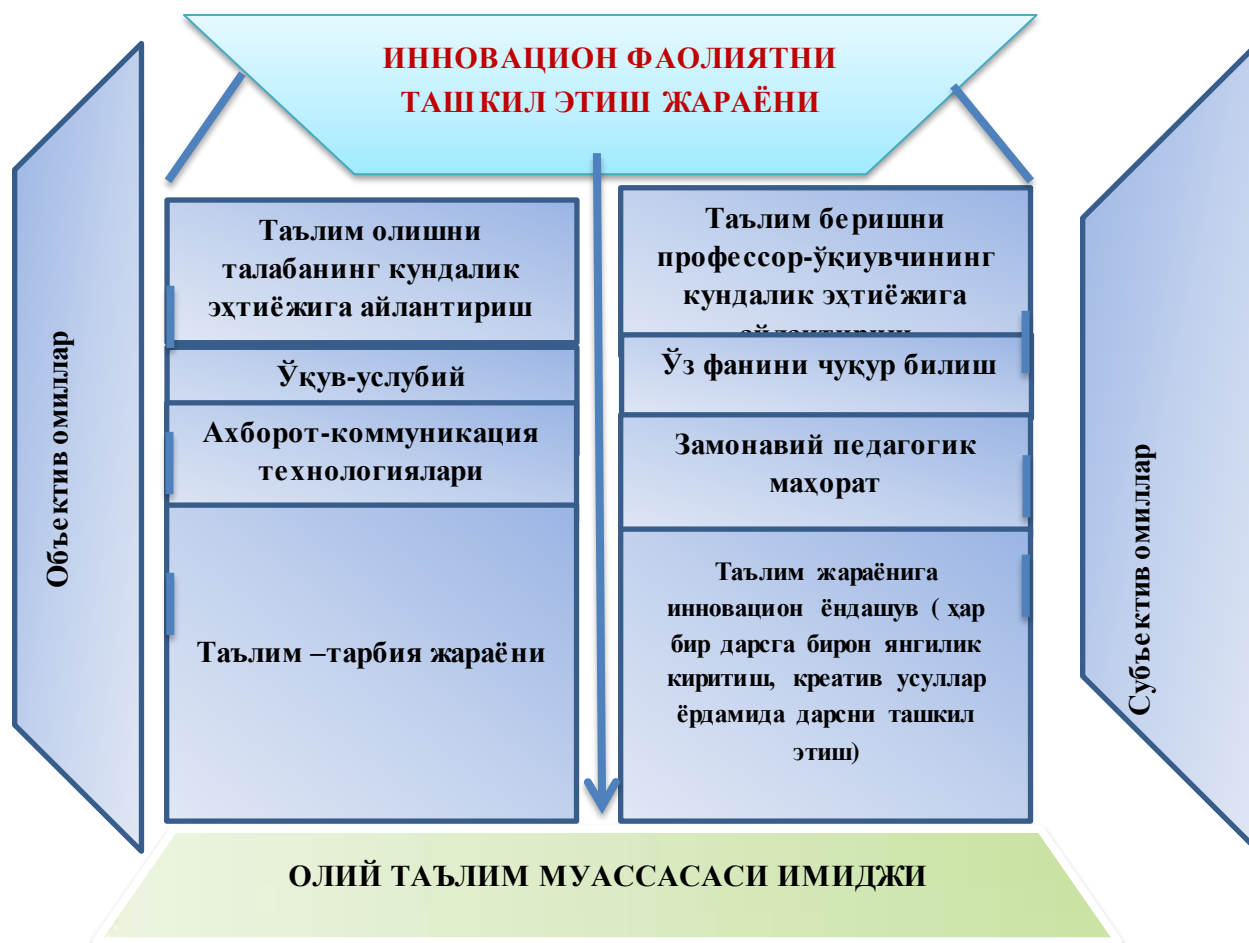 ИННОВАЦИОН ФАОЛИЯТНИ
ТАШКИЛ ЭТИШ ЖАРАЁНИ
Объектив омиллар
Таълим олишни
талабанинг кундалик
эҳтиёжига айлантириш
Ўқув-услубий
Ахборот-коммуникация
технологиялари
Таълим –тарбия жараёни
Таълим беришни
профессор-ўқиувчининг
кундалик эҳтиёжига
Ўз фанини чуқур билиш
Замонавий педагогик
маҳорат
Таълим жараёнига
инновацион ёндашув ( ҳар
бир дарсга бирон янгилик
киритиш, креатив усуллар
ёрдамида дарсни ташкил
этиш)
Субъектив омиллар
ОЛИЙ ТАЪЛИМ МУАССАСАСИ ИМИДЖИ